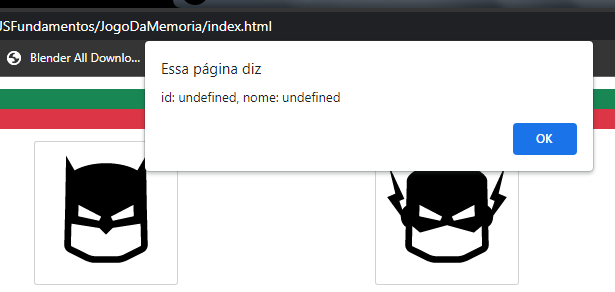 JSFundamentos/JogoDaMemoria/index.html
Blender All Downlo...
Essa página diz
id: undefined, nome: undefined
OK